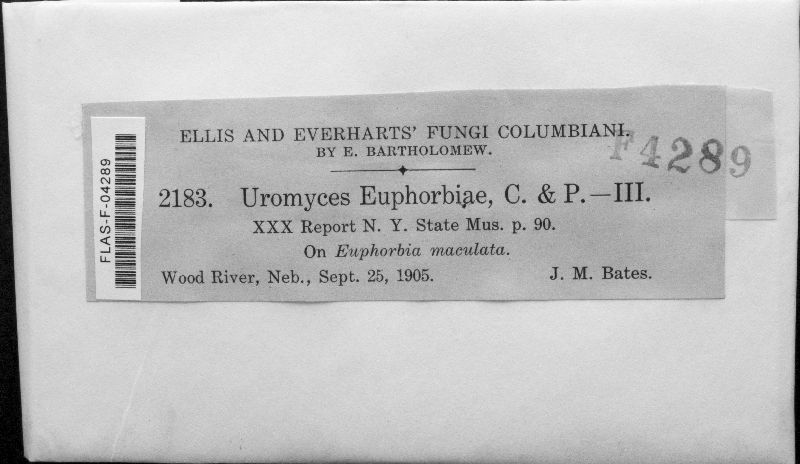 ELLIS AND EVERHARTS' FUNGI COLUMBIANI.
BY E. BARTHOLOMEW.
F4289
FLAS-F-04289
2183. Uromyces Euphorbiae, C. & P.—III.
XXX Report N. Y. State Mus. p. 90.
On Euphorbia maculata.
Wood River, Neb., Sept. 25, 1905. J. M. Bates.